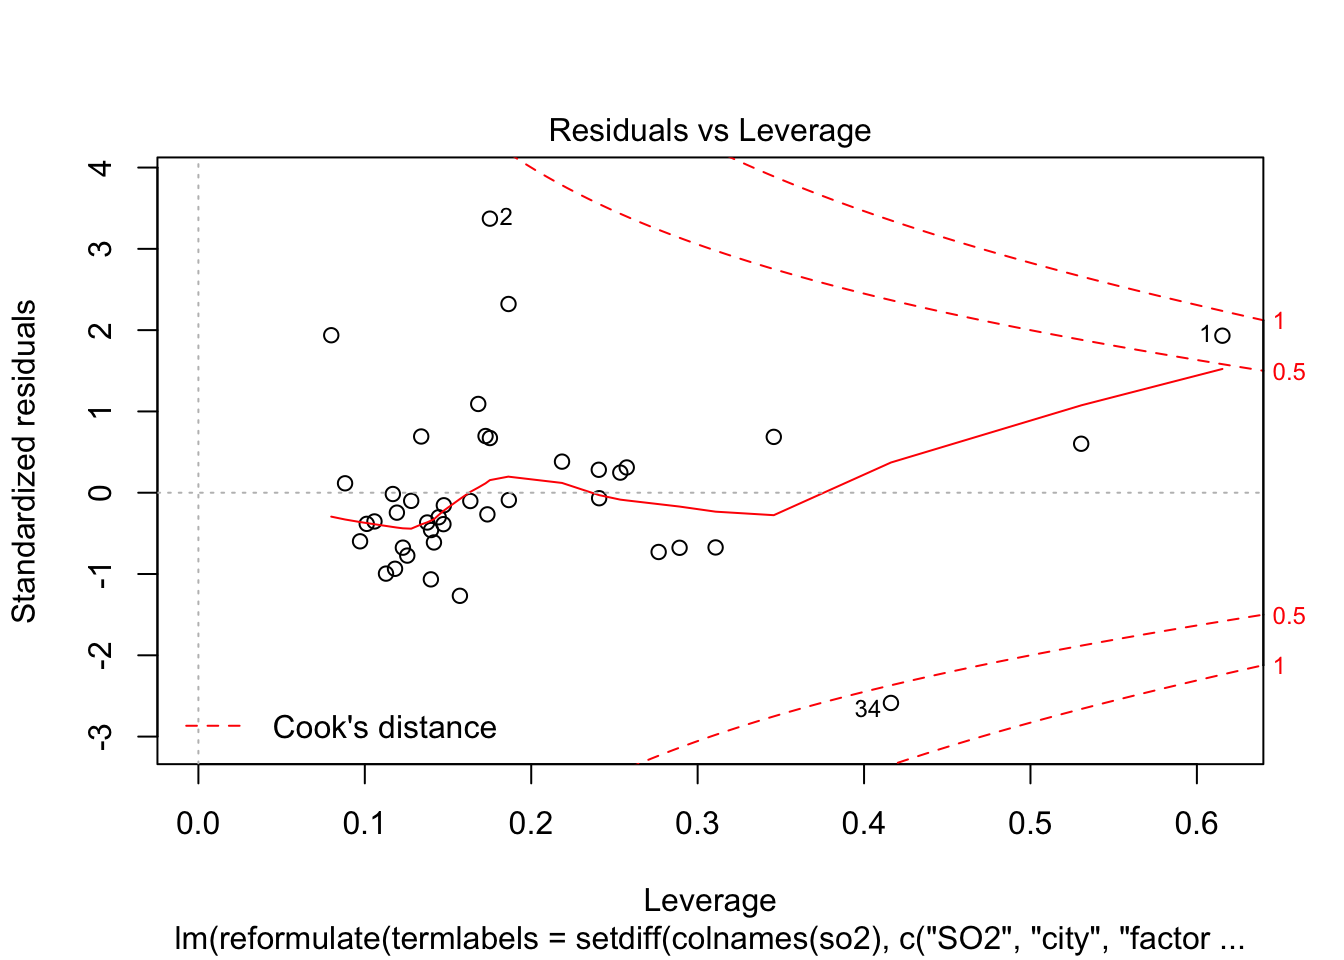 Residuals vs Leverage
4
3
2
1
0
-1
-2
-3
Standardized residuals
2
1
34
1
0.5
0.5
1
Cook's distance
0.0 0.1 0.2 0.3 0.4 0.5 0.6
Leverage
lm(reformulate(termlabels = setdiff(colnames(so2), c("SO2", "city", "factor ...